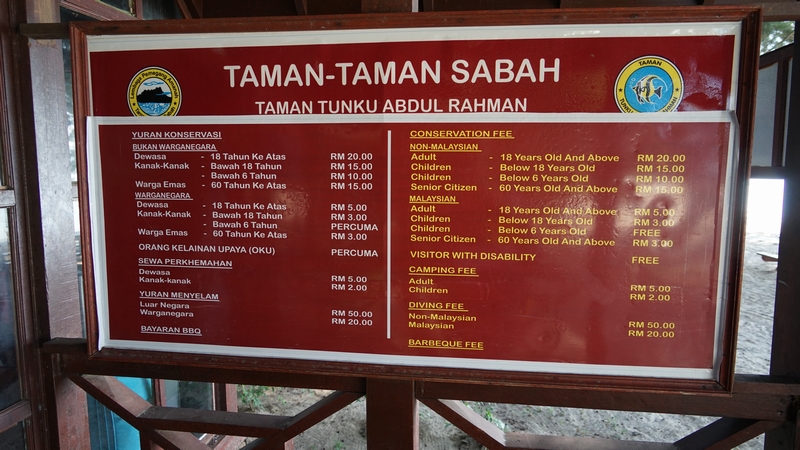 TAMAN-TAMAN SABAH
TAMAN TUNKU ABDUL RAHMAN
TAMAN
YURAN KONSERVASI
BUKAN WARGANEGARA
Dewasa - 18 Tahun Ke Atas RM 20.00
Kanak-Kanak - Bawah 18 Tahun RM 15.00
- Bawah 6 Tahun RM 10.00
Warga Emas - 60 Tahun Ke Atas RM 15.00
WARGANEGARA
Dewasa - 18 Tahun Ke Atas RM 5.00
Kanak-Kanak - Bawah 18 Tahun RM 3.00
- Bawah 6 Tahun PERCUMA
Warga Emas - 60 Tahun Ke Atas RM 3.00
ORANG KELAINAN UPAYA (OKU) PERCUMA
SEWA PERKHEMAHAN
Dewasa RM 5.00
Kanak-kanak RM 2.00
YURAN MENYELAM
Luar Negara RM 50.00
Warganegara RM 20.00
BAYARAN BBQ
CONSERVATION FEE
NON-MALAYSIAN
Adult - 18 Years Old And Above RM 20.00
Children - Below 18 Years Old RM 15.00
Children - Below 6 Years Old RM 10.00
Senior Citizen - 60 Years Old And Above RM 15.00
MALAYSIAN
Adult - 18 Years Old And Above RM 5.00
Children - Below 18 Years Old RM 3.00
Children - Below 6 Years Old FREE
Senior Citizen - 60 Years Old And Above RM 3.00
VISITOR WITH DISABILITY FREE
CAMPING FEE
Adult RM 5.00
Children RM 2.00
DIVING FEE
Non-Malaysian RM 50.00
Malaysian RM 20.00
BARBEQUE FEE